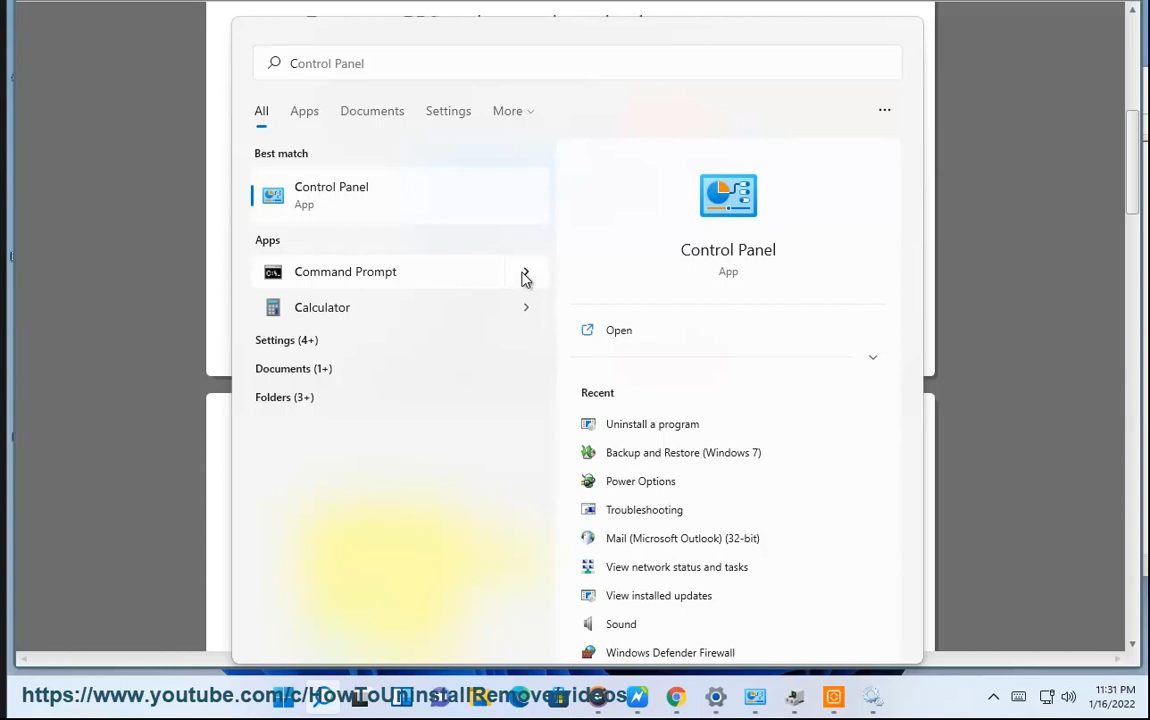 Control Panel
All Apps Documents Settings More
Best match
Control Panel
App
Apps
Command Prompt
Calculator
Settings (4+)
Documents (1+)
Folders (3+)
Control Panel
App
Open
Recent
Uninstall a program
Backup and Restore (Windows 7)
Power Options
Troubleshooting
Mail (Microsoft Outlook) (32-bit)
View network status and tasks
View installed updates
Sound
Windows Defender Firewall
https://www.youtube.com/c/HowToUninstallRemovevideos
11:31 PM
1/16/2022